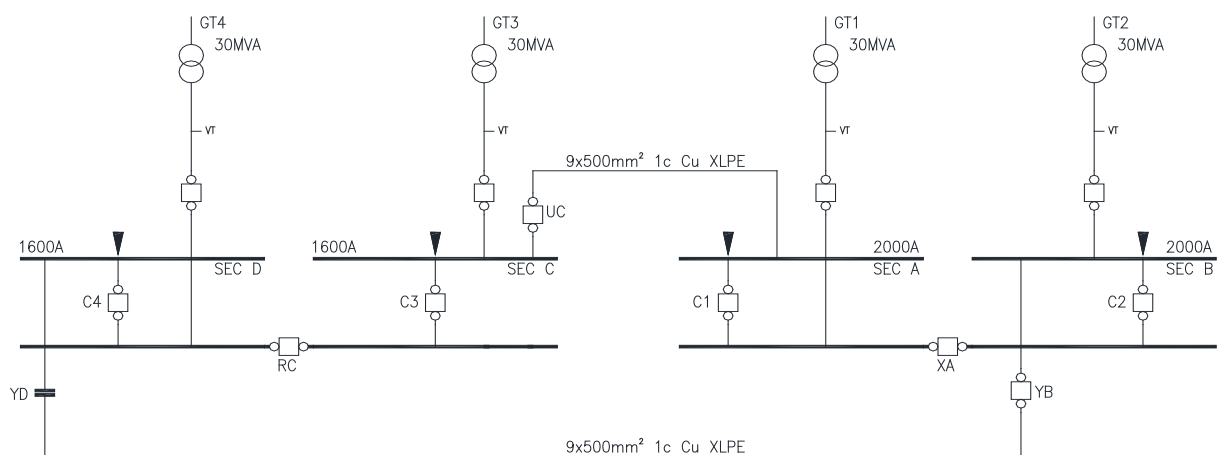 GT4
30MVA
GT3
30MVA
GT1
30MVA
GT2
30MVA
VT
VT
VT
9x500mm² 1c Cu XLPE
UC
1600A
SEC D
1600A
SEC C
2000A
SEC A
2000A
SEC B
C4
C3
C1
C2
RC
XA
YD
YB
9x500mm² 1c Cu XLPE